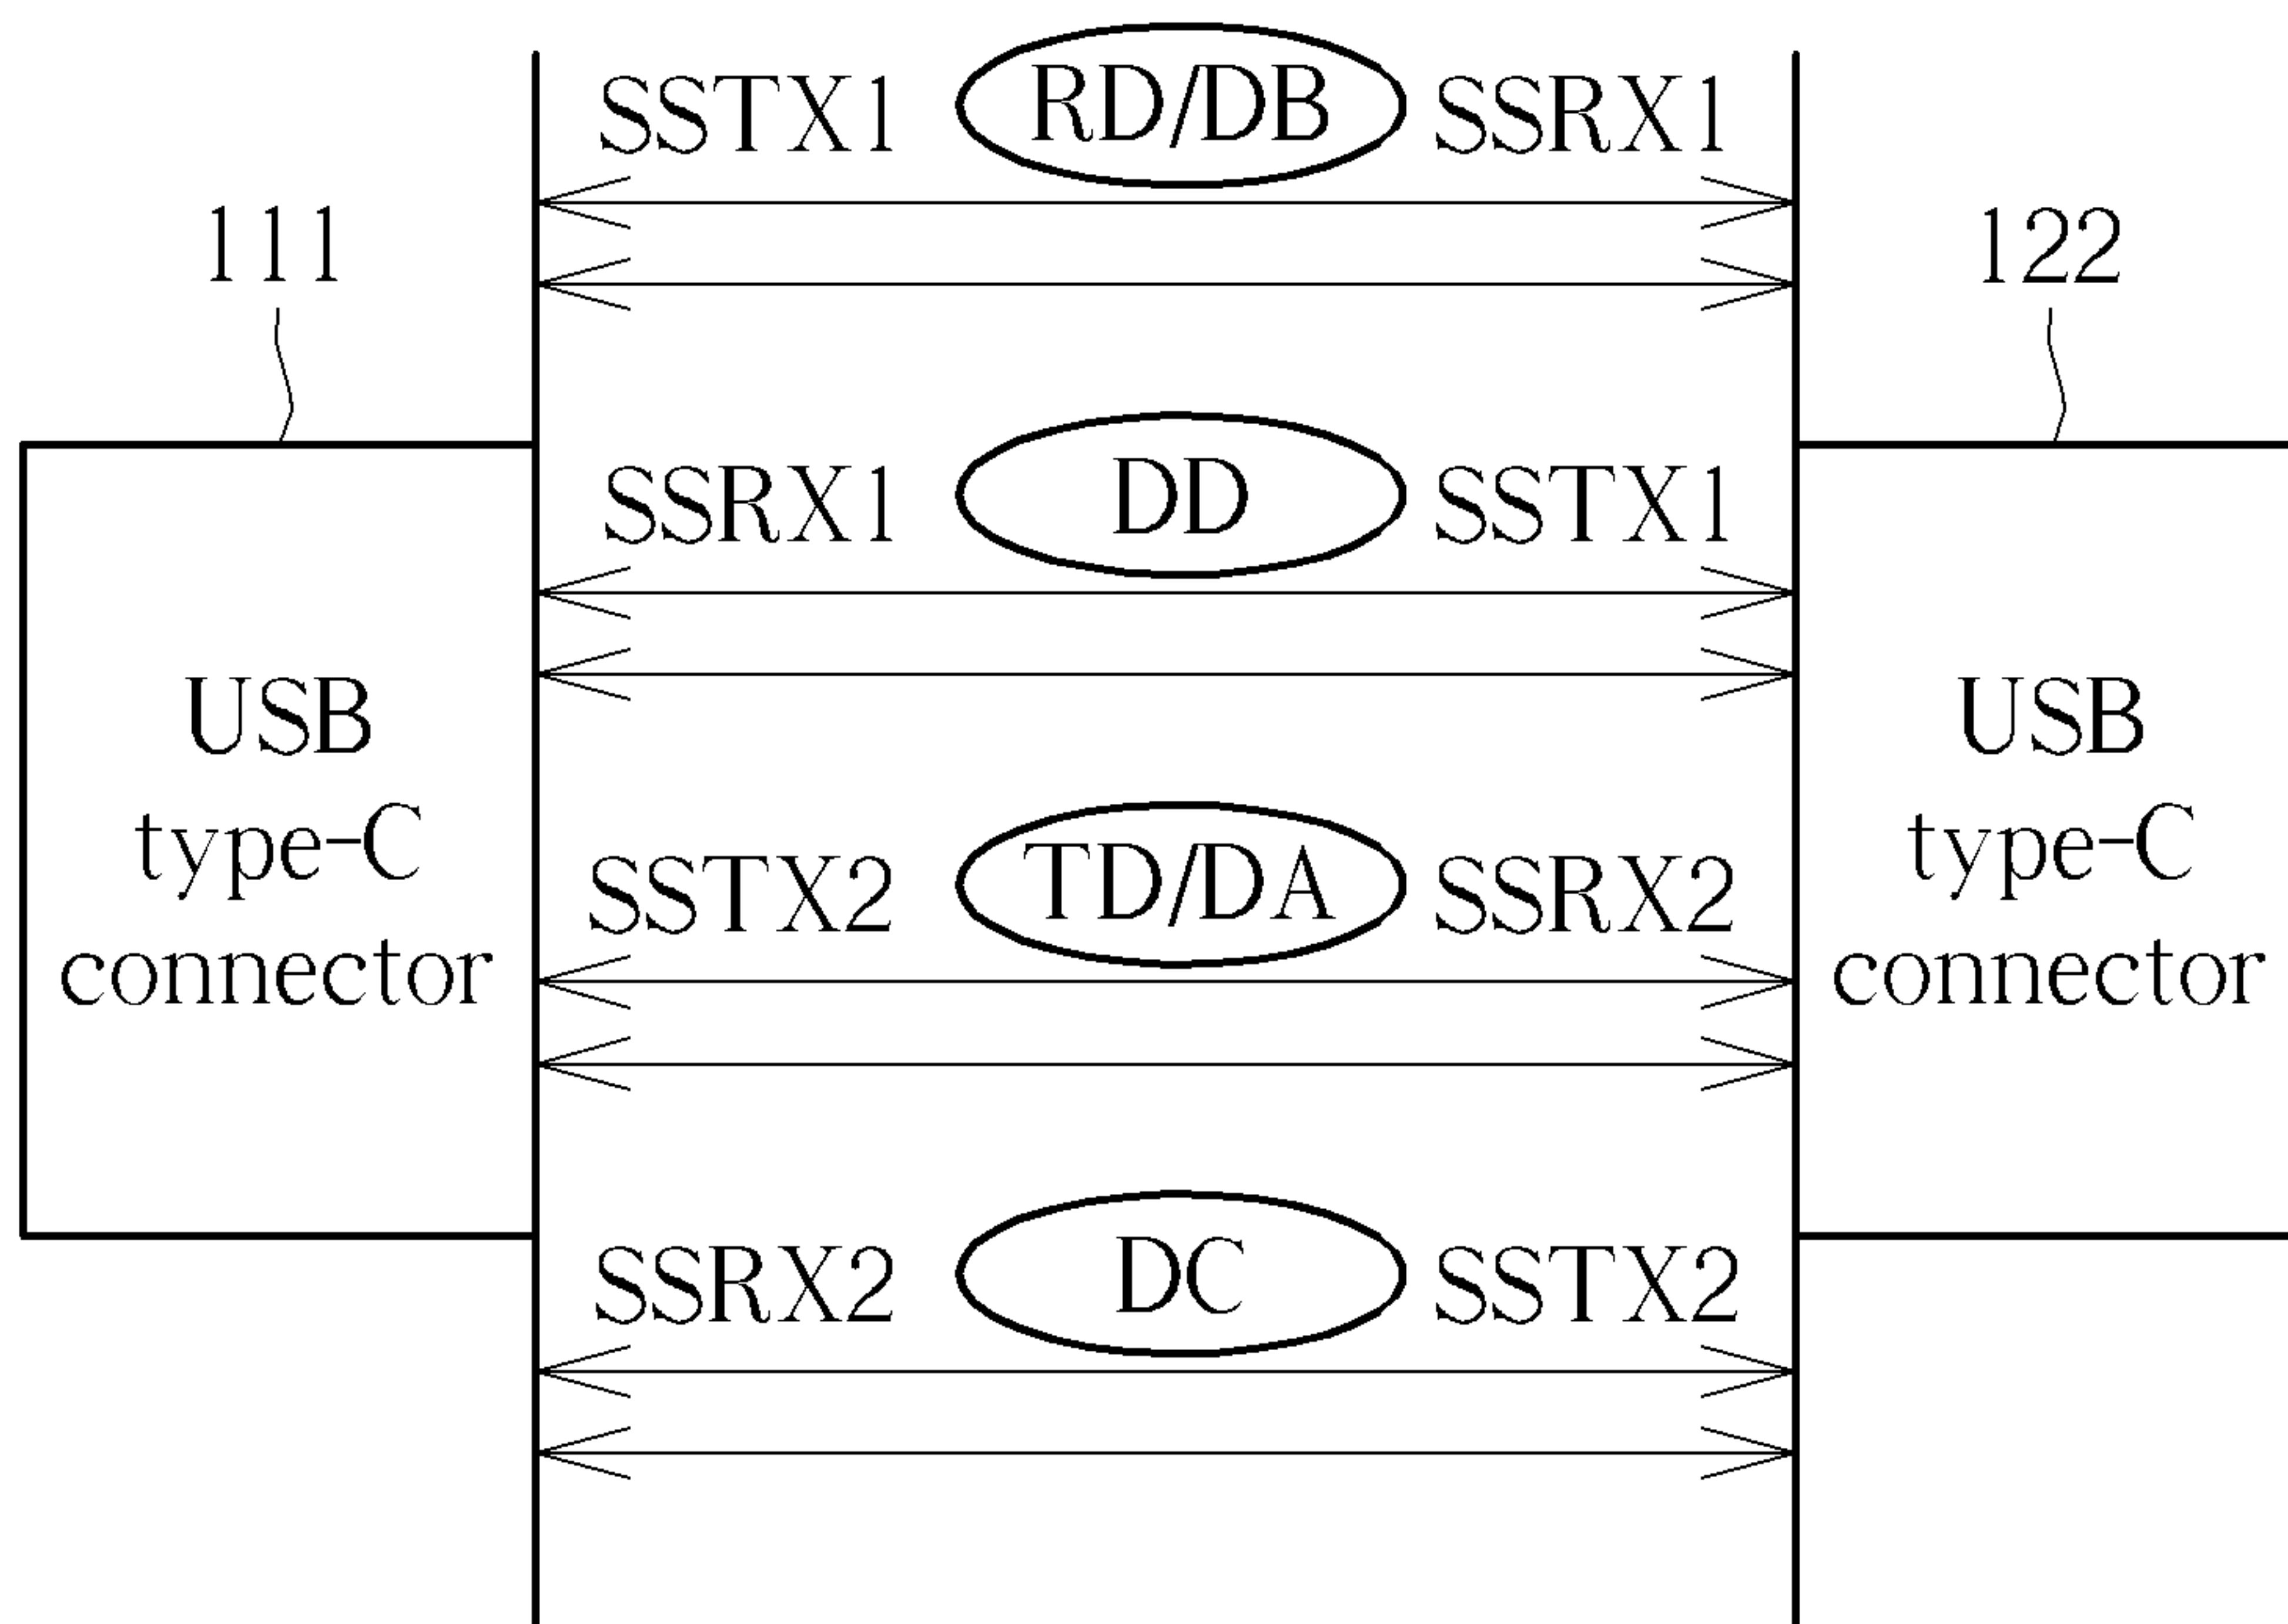 SSTX1 RD/DB SSRX1
111
122
SSRX1 DD SSTX1
USB
type-C
connector
USB
type-C
connector
SSTX2 TD/DA SSRX2
SSRX2 DC SSTX2